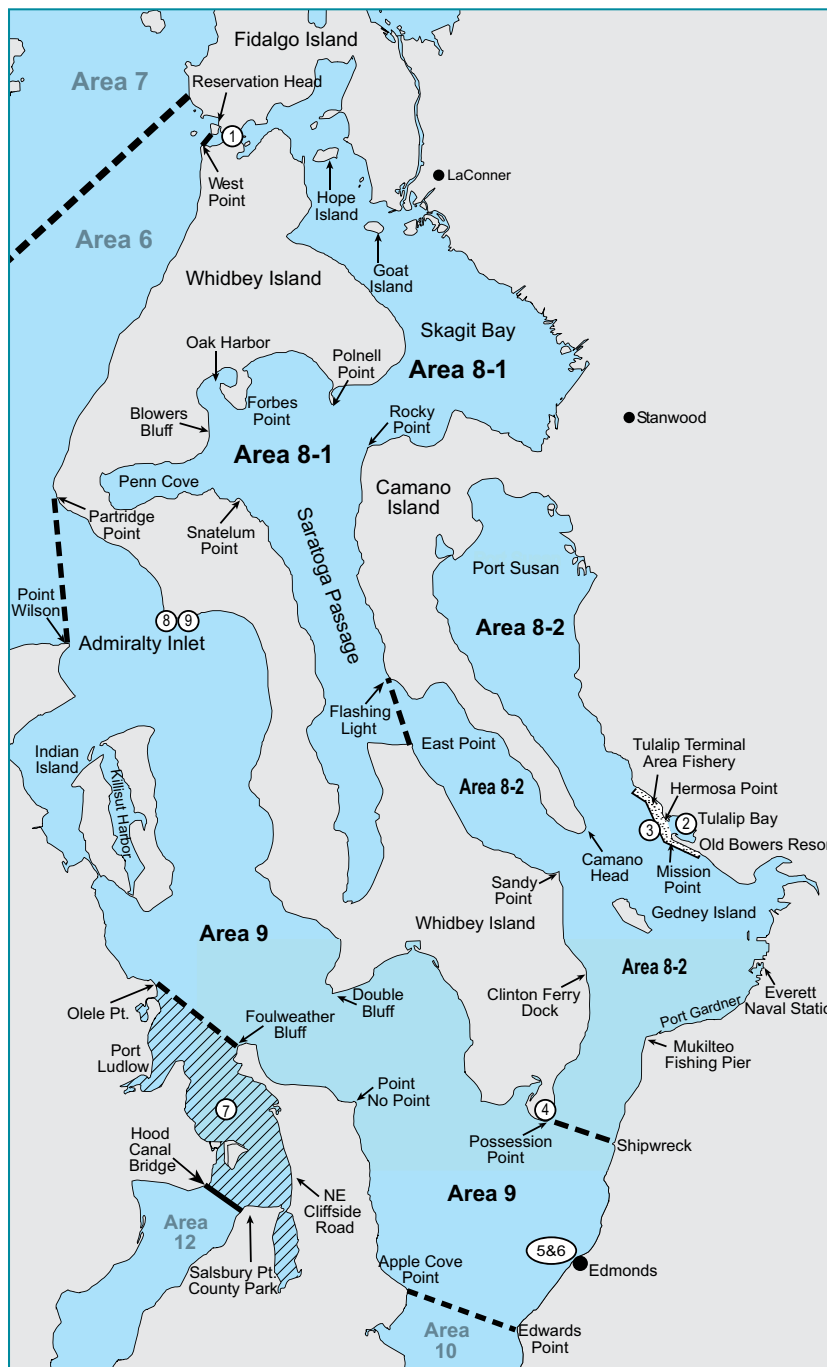 Fidalgo Island
Area 7
Reservation Head
1
West
Point
LaConner
Hope
Island
Area 6
Goat
Island
Whidbey Island
Skagit Bay
Oak Harbor
Polnell
Point
Area 8-1
Forbes
Point
Blowers
Bluff
Rocky
Point
Stanwood
Area 8-1
Penn Cove
Camano
Island
Partridge
Point
Snatelum
Point
Saratoga Passage
Port Susan
Point
Wilson
8
9
Admiralty Inlet
Area 8-2
Flashing
Light
East Point
Indian
Island
Killisut Harbor
Tulalip Terminal
Area Fishery
Hermosa Point
Area 8-2
3
2
Tulalip Bay
Old Bowers Resor
Camano
Head
Mission
Point
Sandy
Point
Gedney Island
Whidbey Island
Area 9
Area 8-2
Olele Pt.
Double
Bluff
Clinton Ferry
Dock
Everett
Naval Statio
Port Gardner
Foulweather
Bluff
Mukilteo
Fishing Pier
Port
Ludlow
Point
No Point
7
4
Possession
Point
Shipwreck
Hood
Canal
Bridge
NE
Cliffside
Road
Area 9
Area
12
Salsbury Pt.
County Park
5&6
Edmonds
Apple Cove
Point
Area
10
Edwards
Point